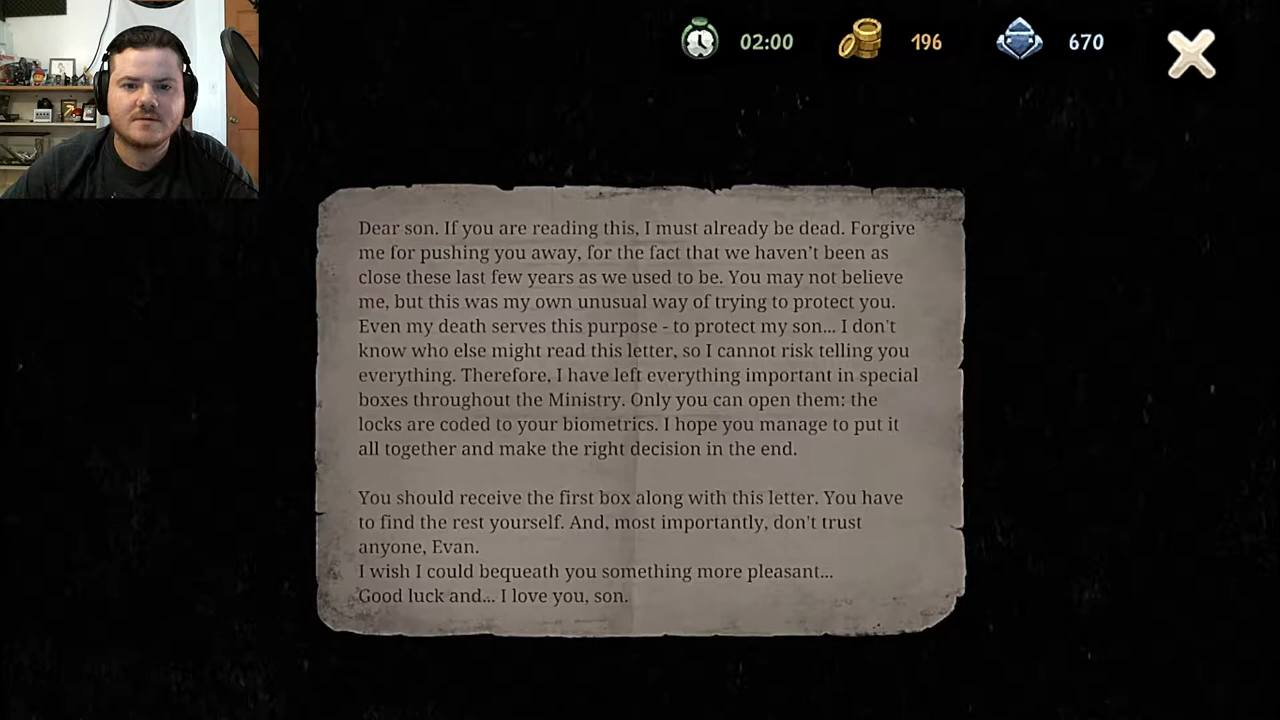 02:00 196 670
Dear son. If you are reading this, I must already be dead. Forgive
me for pushing you away, for the fact that we haven’t been as
close these last few years as we used to be. You may not believe
me, but this was my own unusual way of trying to protect you.
Even my death serves this purpose - to protect my son... I don't
know who else might read this letter, so I cannot risk telling you
everything. Therefore, I have left everything important in special
boxes throughout the Ministry. Only you can open them: the
locks are coded to your biometrics. I hope you manage to put it
all together and make the right decision in the end.
You should receive the first box along with this letter. You have
to find the rest yourself. And, most importantly, don't trust
anyone, Evan.
I wish I could bequeath you something more pleasant...
Good luck and... I love you, son.